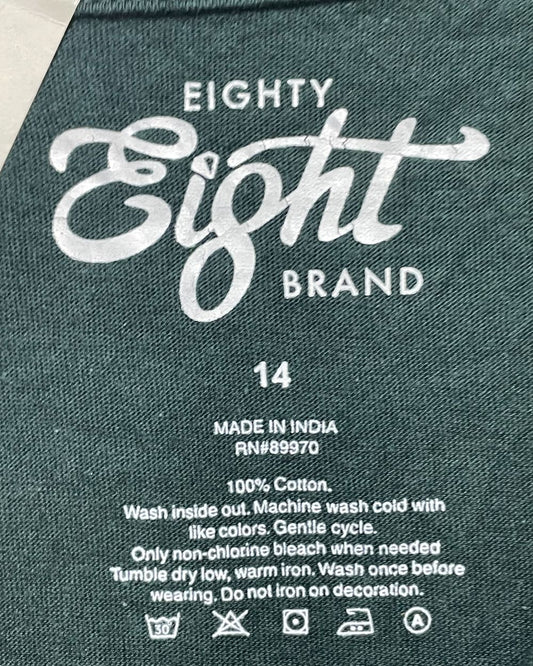 EIGHTY
Eight
BRAND
14
MADE IN INDIA
RN#89970
100% Cotton.
Wash inside out. Machine wash cold with
like colors. Gentle cycle.
Only non-chlorine bleach when needed
Tumble dry low, warm iron. Wash once before
wearing. Do not iron on decoration.
30 A